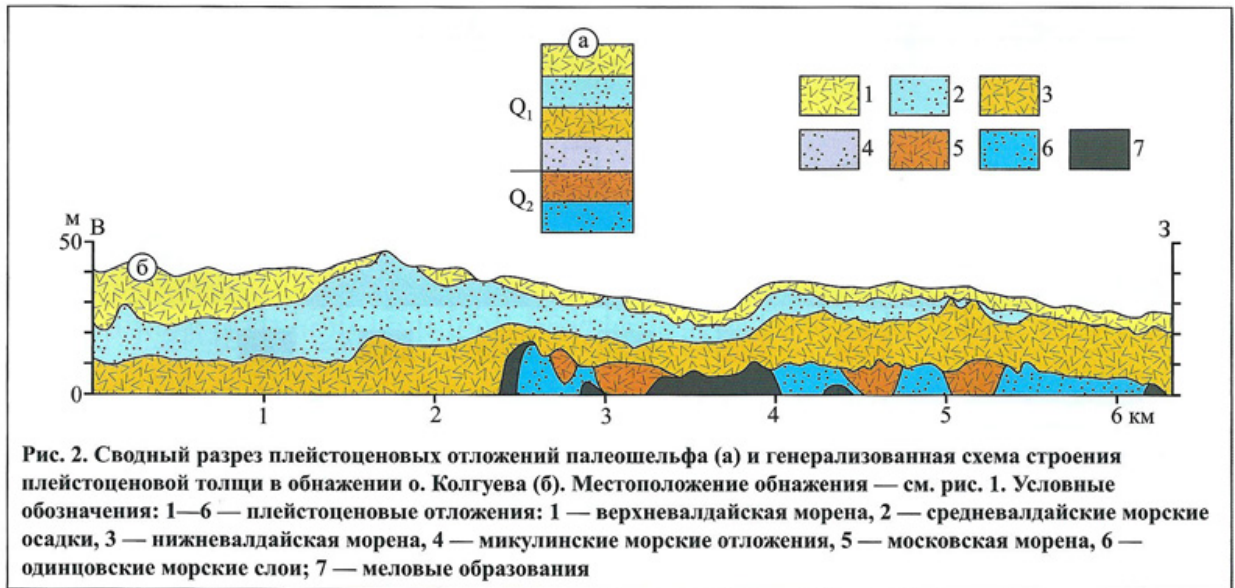 а
Q₁
Q₂
1
2
3
4
5
6
7
м
В
З
50
б
0
1
2
3
4
5
6 км
Рис. 2. Сводный разрез плейстоценовых отложений палеошельфа (а) и генерализованная схема строения
плейстоценовой толщи в обнажении о. Колгуева (б). Местоположение обнажения — см. рис. 1. Условные
обозначения: 1—6 — плейстоценовые отложения: 1 — верхневалдайская морена, 2 — средневалдайские морские
осадки, 3 — нижневалдайская морена, 4 — микулинские морские отложения, 5 — московская морена, 6 —
одинцовские морские слои; 7 — меловые образования